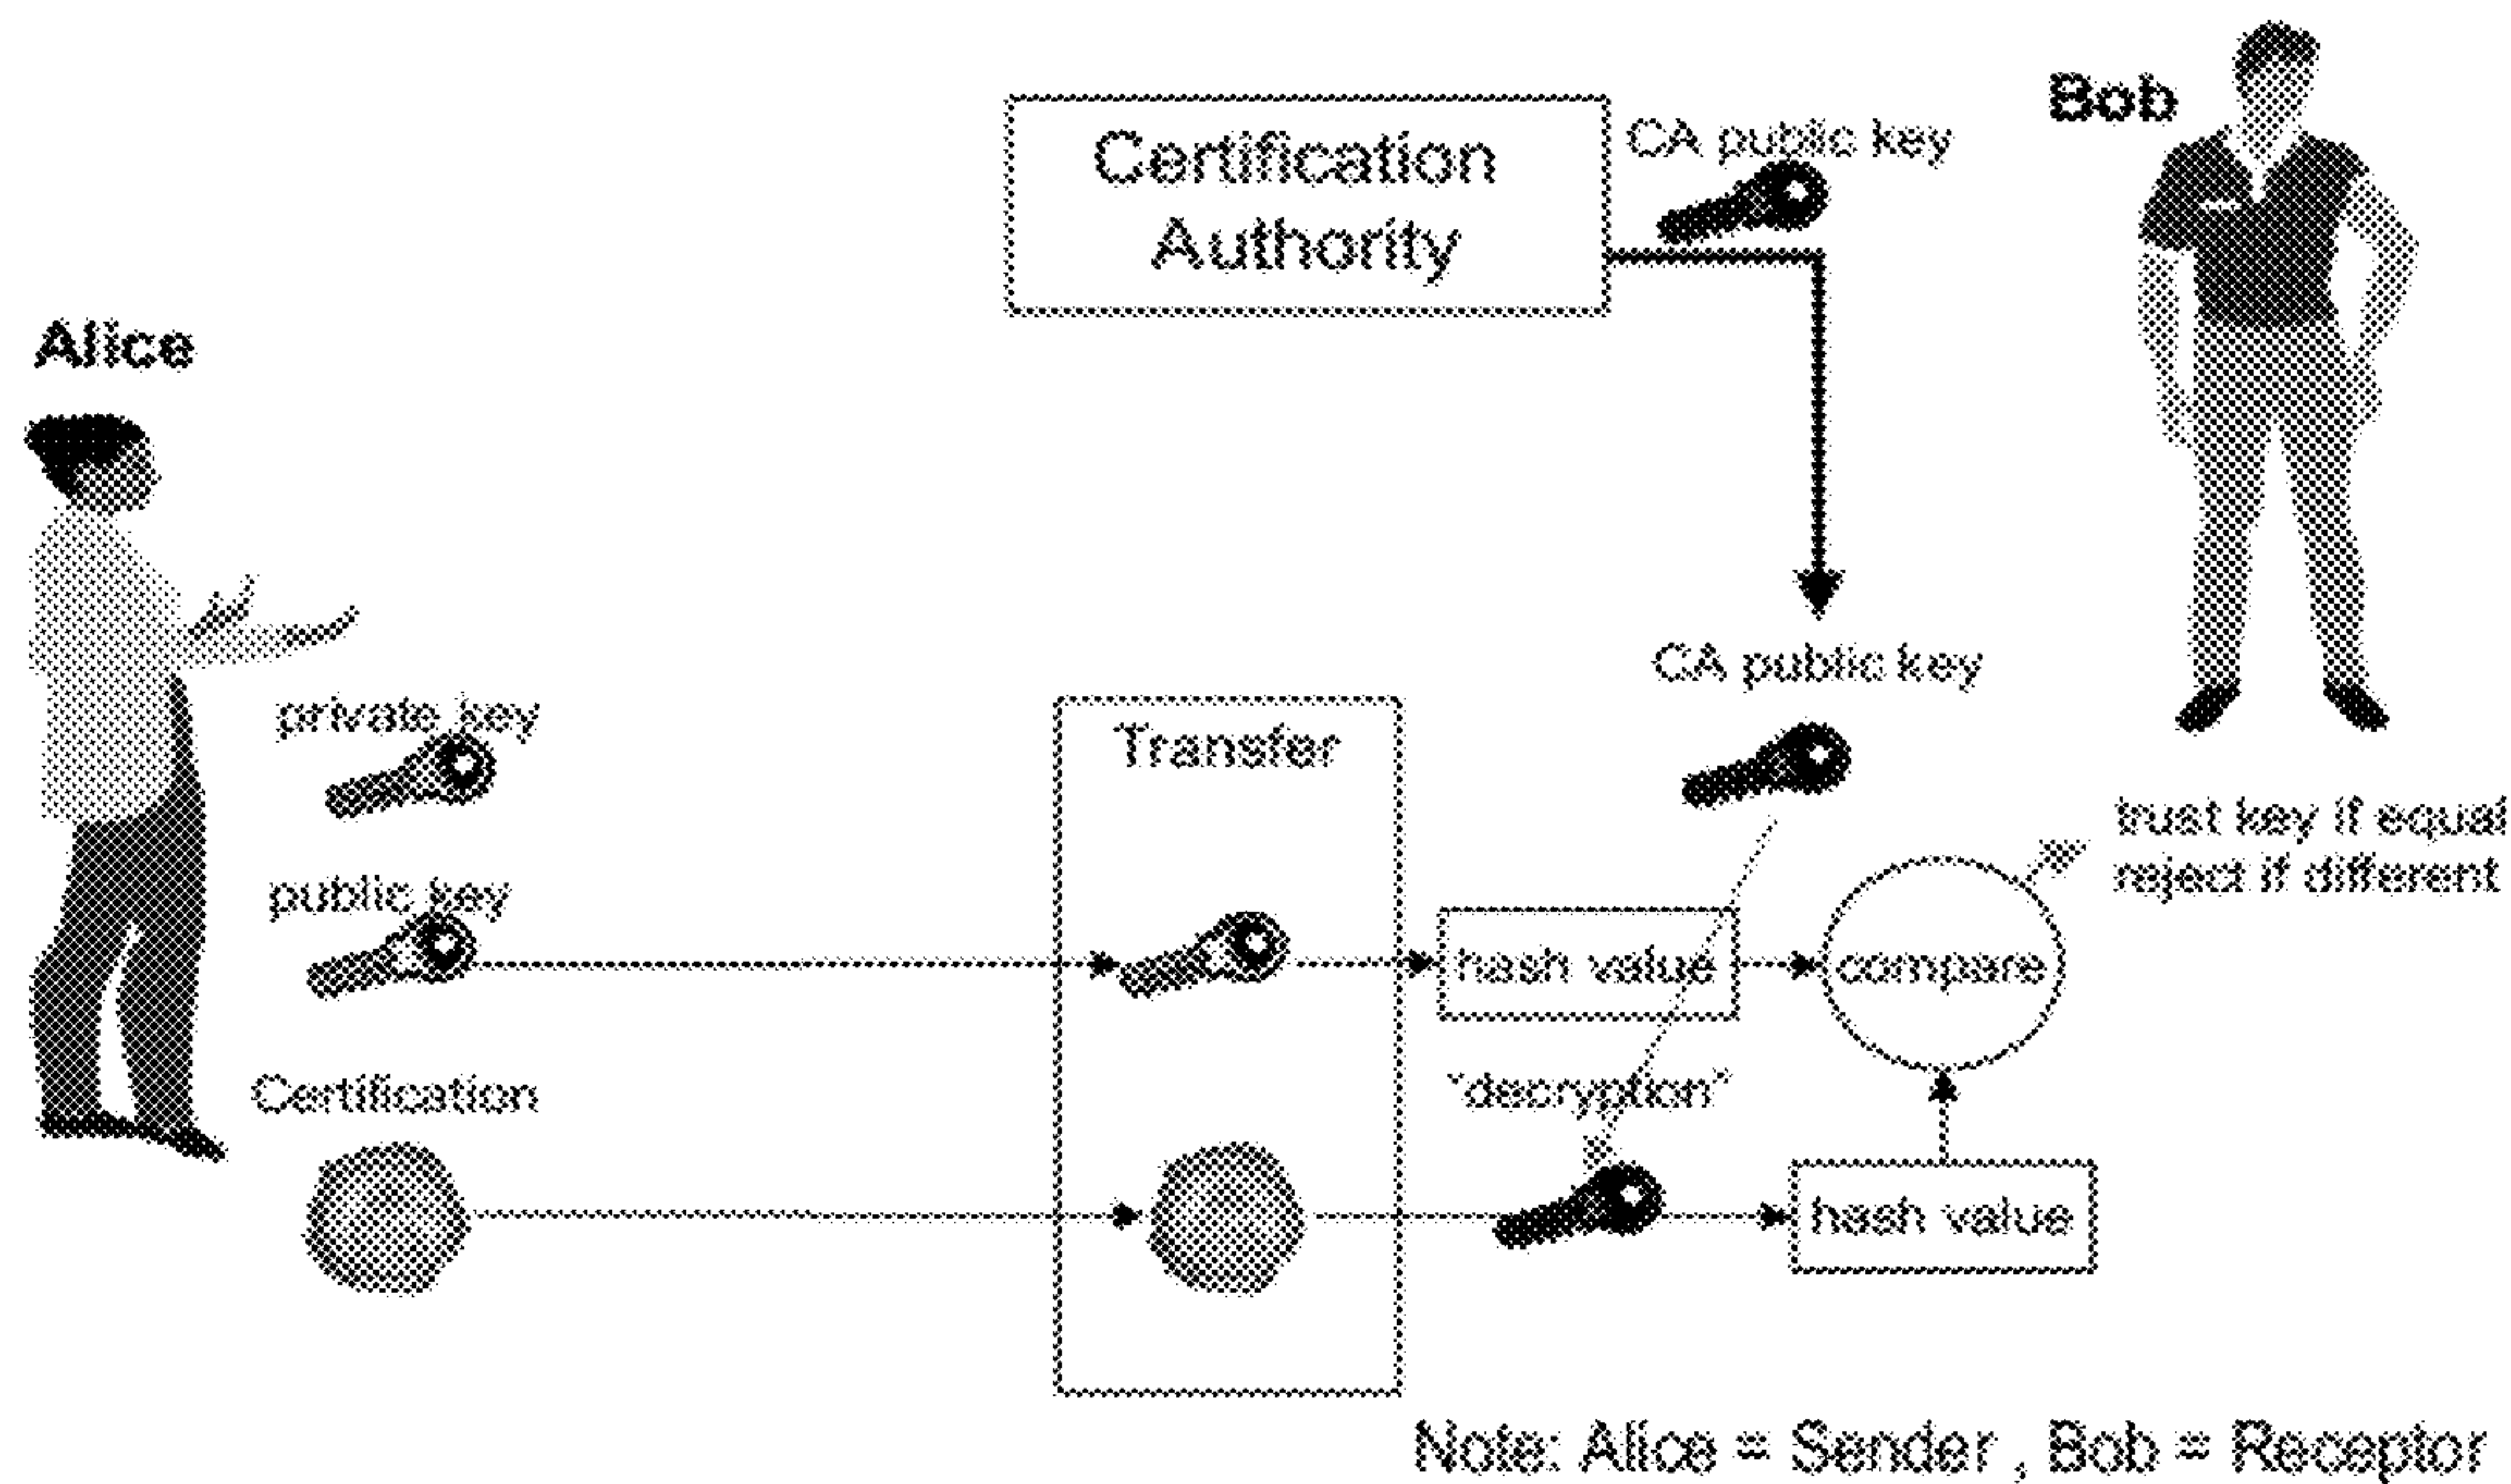 Certification
Authority
CA public key
Bob
Alice
CA public key
private key
Transfer
trust key if equal
reject if different
public key
hash value
compare
Certification
"decryption"
hash value
Note: Alice = Sender , Bob = Receptor